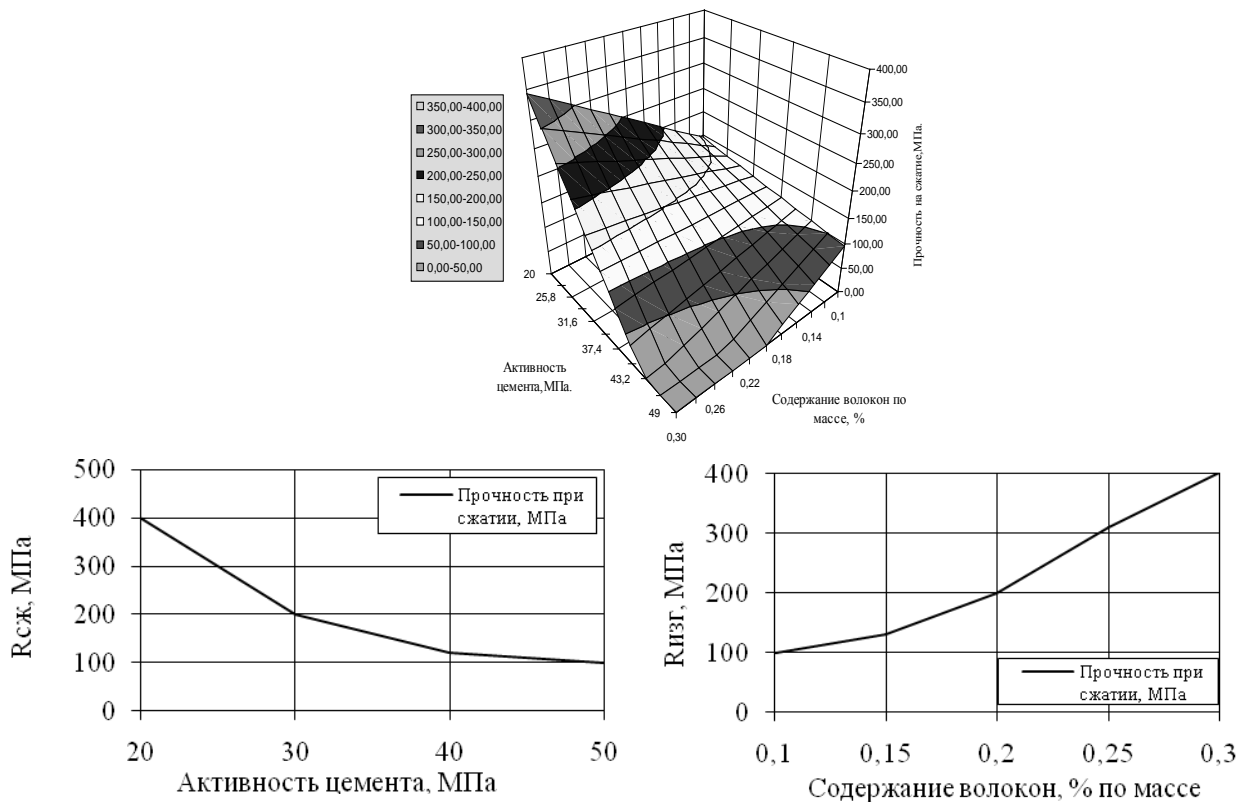 350,00-400,00
300,00-350,00
250,00-300,00
200,00-250,00
150,00-200,00
100,00-150,00
50,00-100,00
0,00-50,00
400,00
350,00
300,00
250,00
200,00
150,00
100,00
50,00
0,00
Прочность на сжатие,МПа.
20
25,8
31,6
37,4
43,2
49
Активность
цемента,МПа.
0,1
0,14
0,18
0,22
0,26
0,30
Содержание волокон по
массе, %
500
400
300
200
100
0
Rсж, МПа
Прочность при
сжатии, МПа
20 30 40 50
Активность цемента, МПа
400
300
200
100
0
Rизг, МПа
Прочность при
сжатии, МПа
0,1 0,15 0,2 0,25 0,3
Содержание волокон, % по массе